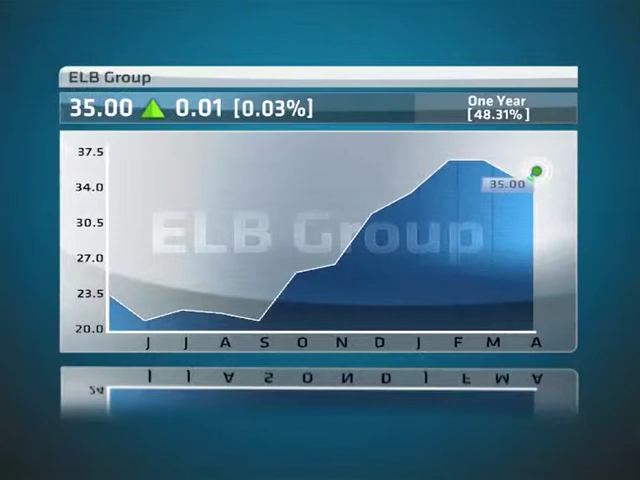 ELB Group
35.00 0.01 [0.03%]
One Year
[48.31%]
37.5
34.0
30.5
27.0
23.5
20.0
35.00
ELB Group
J J A S O N D J F M A
24
J J A S O N D J F M A